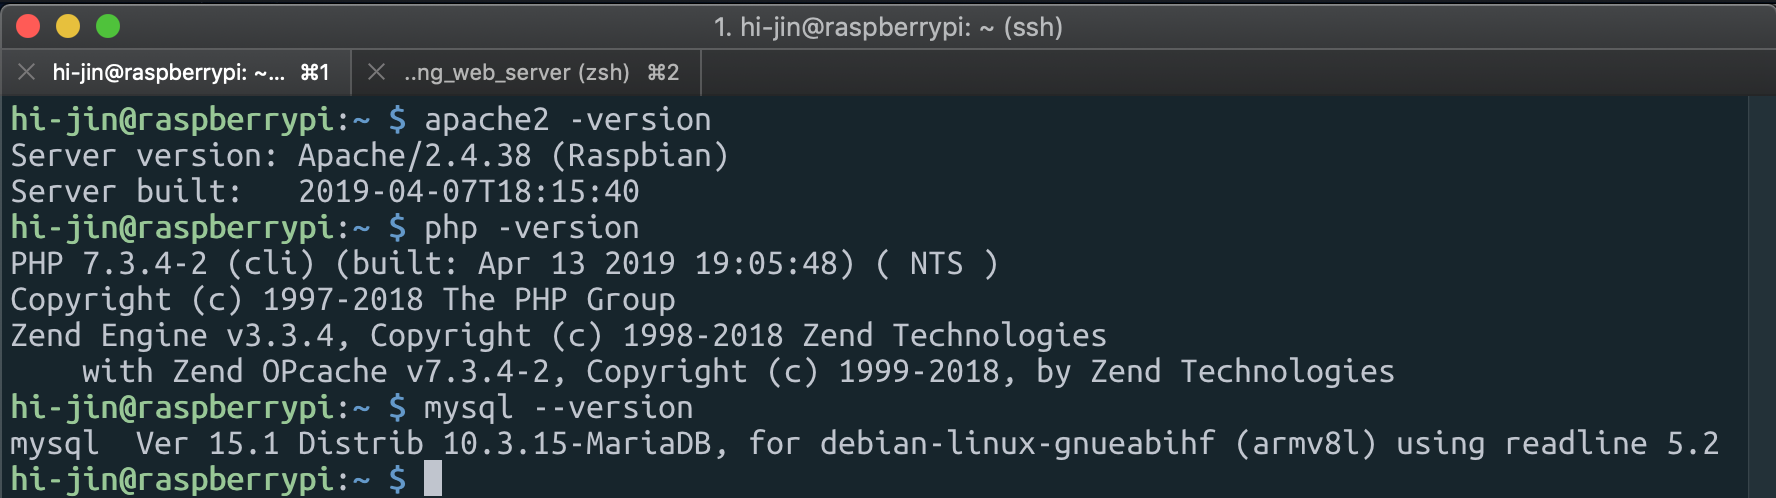 1. hi-jin@raspberrypi: ~ (ssh)
hi-jin@raspberrypi: ~... ⌘1 ..ng_web_server (zsh) ⌘2
hi-jin@raspberrypi:~ $ apache2 -version
Server version: Apache/2.4.38 (Raspbian)
Server built:   2019-04-07T18:15:40
hi-jin@raspberrypi:~ $ php -version
PHP 7.3.4-2 (cli) (built: Apr 13 2019 19:05:48) ( NTS )
Copyright (c) 1997-2018 The PHP Group
Zend Engine v3.3.4, Copyright (c) 1998-2018 Zend Technologies
    with Zend OPcache v7.3.4-2, Copyright (c) 1999-2018, by Zend Technologies
hi-jin@raspberrypi:~ $ mysql --version
mysql  Ver 15.1 Distrib 10.3.15-MariaDB, for debian-linux-gnueabihf (armv8l) using readline 5.2
hi-jin@raspberrypi:~ $